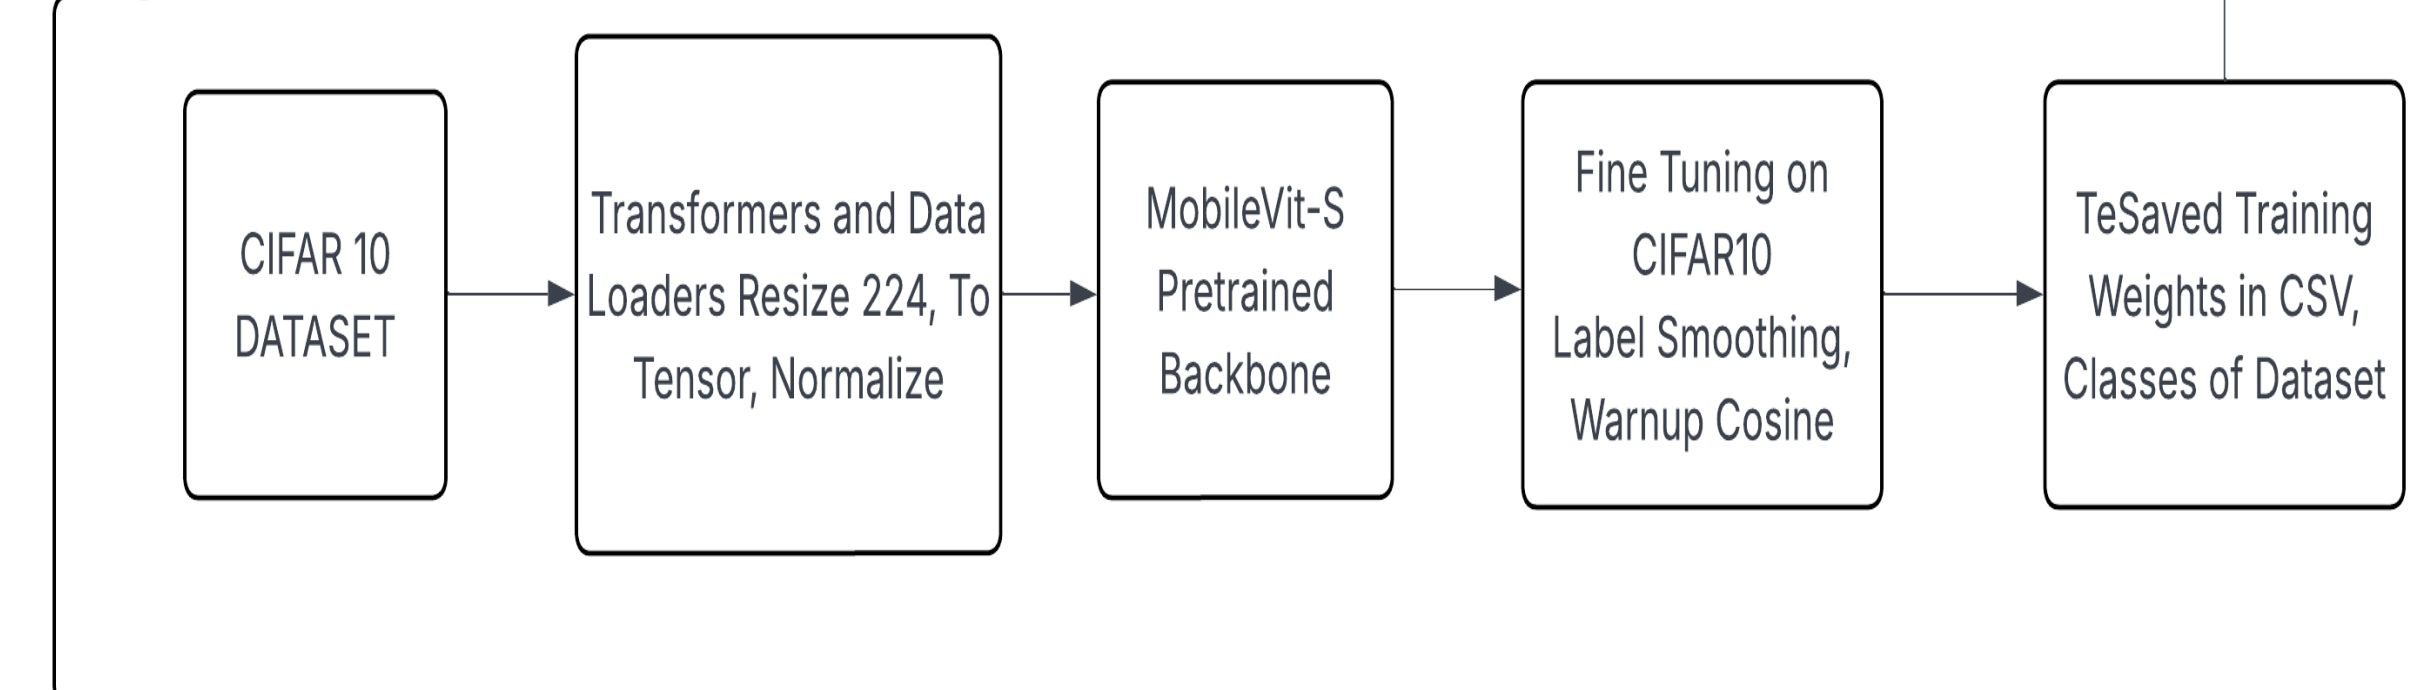 CIFAR 10
DATASET
Transformers and Data
Loaders Resize 224, To
Tensor, Normalize
MobileVit-S
Pretrained
Backbone
Fine Tuning on
CIFAR10
Label Smoothing,
Warnup Cosine
TeSaved Training
Weights in CSV,
Classes of Dataset